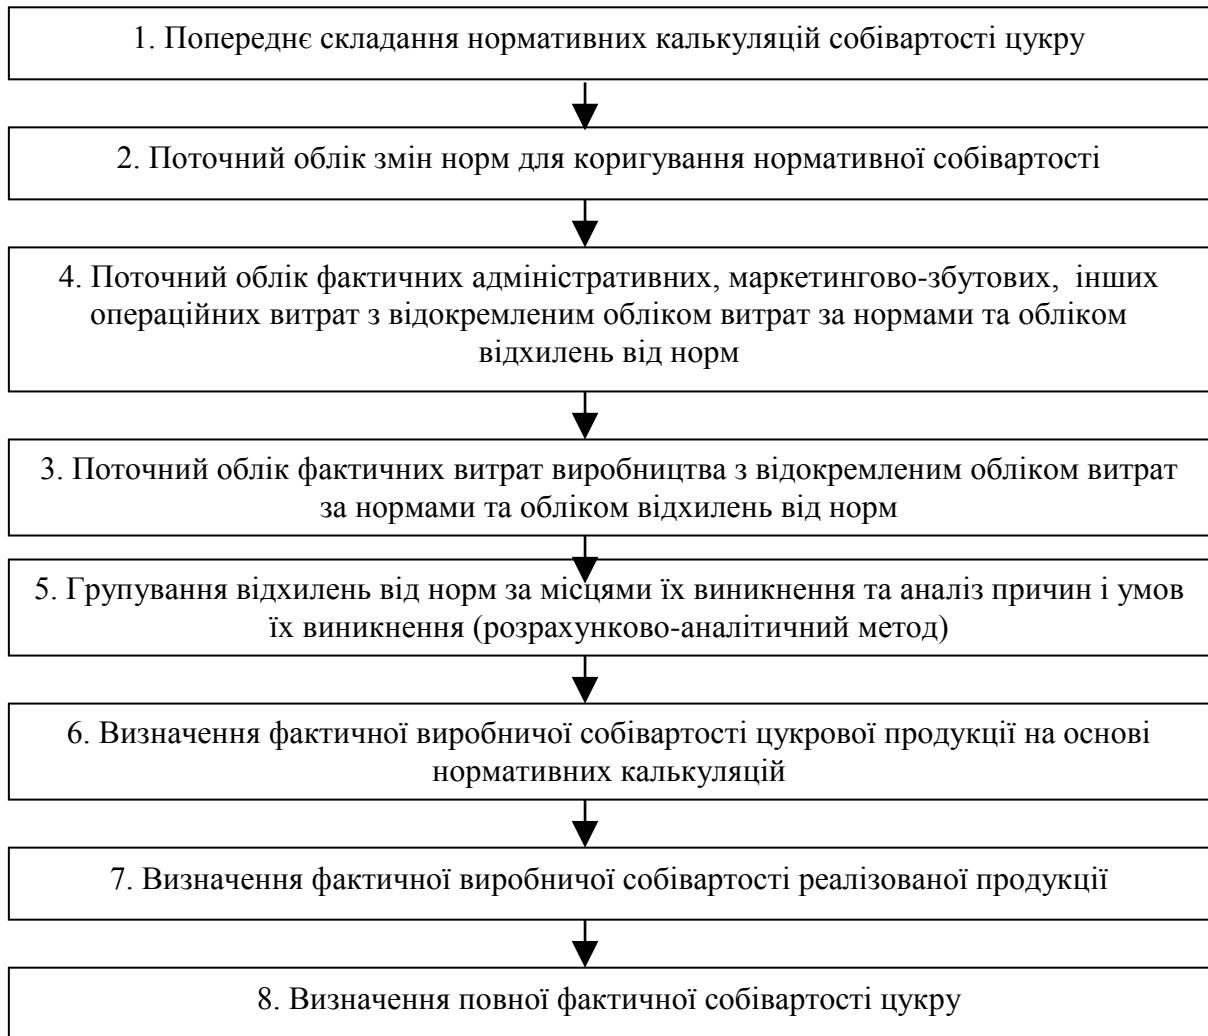 1. Попереднє складання нормативних калькуляцій собівартості цукру
2. Поточний облік змін норм для коригування нормативної собівартості
4. Поточний облік фактичних адміністративних, маркетингово-збутових, інших
операційних витрат з відокремленим обліком витрат за нормами та обліком
відхилень від норм
3. Поточний облік фактичних витрат виробництва з відокремленим обліком витрат
за нормами та обліком відхилень від норм
5. Групування відхилень від норм за місцями їх виникнення та аналіз причин і умов
їх виникнення (розрахунково-аналітичний метод)
6. Визначення фактичної виробничої собівартості цукрової продукції на основі
нормативних калькуляцій
7. Визначення фактичної виробничої собівартості реалізованої продукції
8. Визначення повної фактичної собівартості цукру